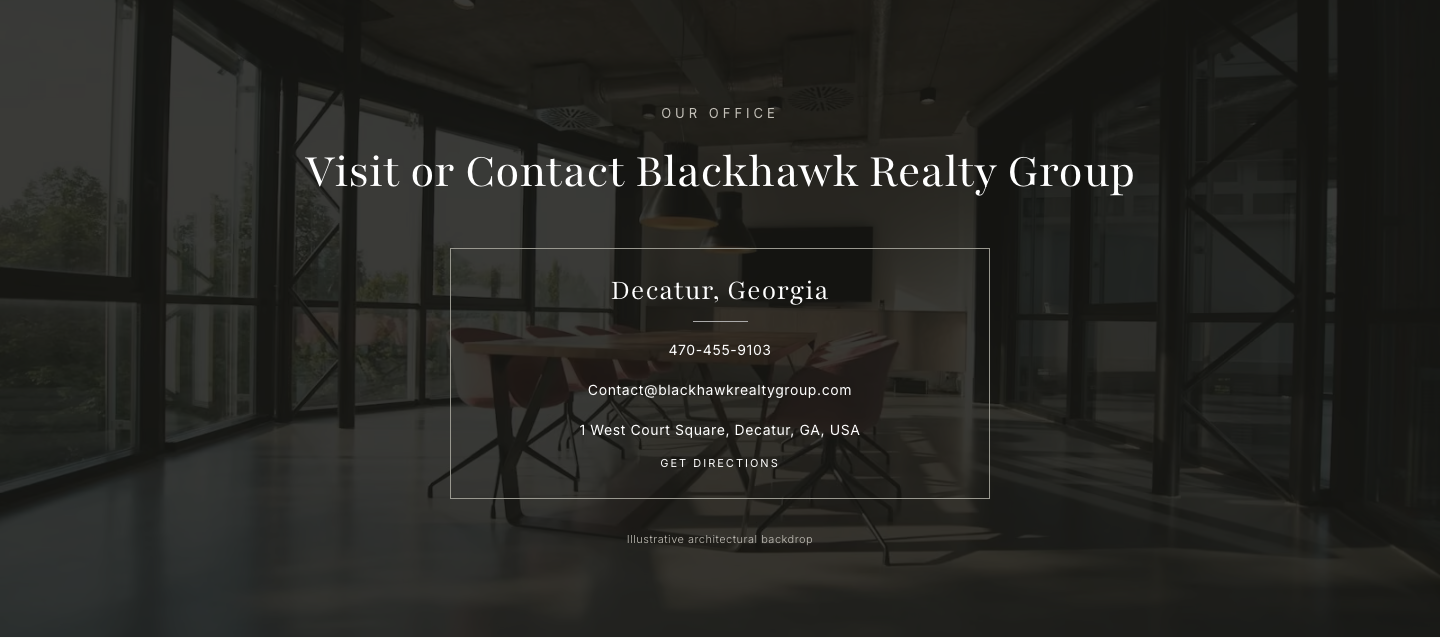 OUR OFFICE
Visit or Contact Blackhawk Realty Group
Decatur, Georgia
470-455-9103
Contact@blackhawkrealtygroup.com
1 West Court Square, Decatur, GA, USA
GET DIRECTIONS
Illustrative architectural backdrop